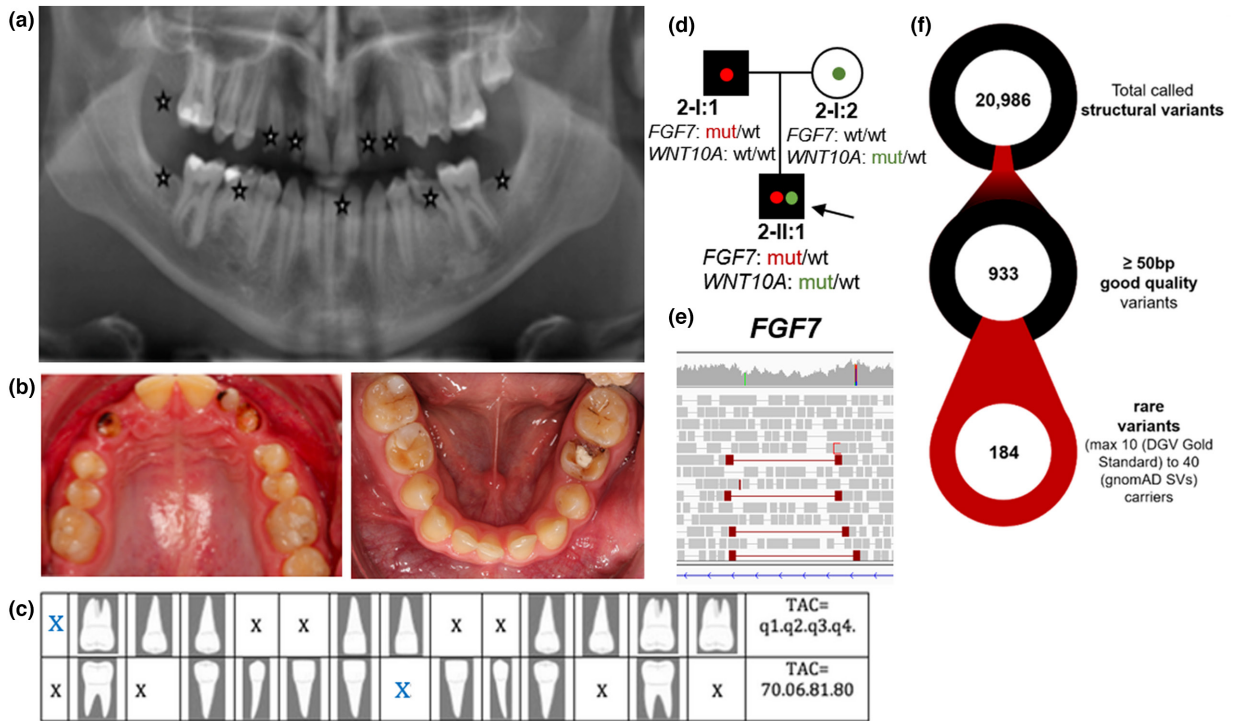 (a)
(b)
(c)
X
x
x
x
x
x
TAC=
q1.q2.q3.q4.
x
x
X
x
x
TAC=
70.06.81.80
(d)
2-I:1
FGF7: mut/wt
WNT10A: wt/wt
2-I:2
FGF7: wt/wt
WNT10A: mut/wt
2-II:1
FGF7: mut/wt
WNT10A: mut/wt
(e)
FGF7
(f)
20,986
Total called
structural variants
933
≥ 50bp
good quality
variants
184
rare
variants
(max 10 (DGV Gold
Standard) to 40
(gnomAD SVs)
carriers